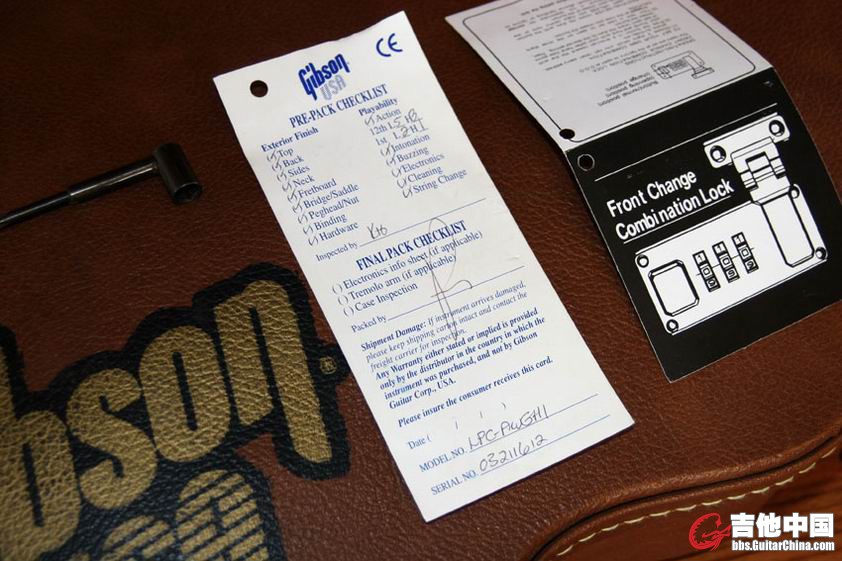 Gibson
USA
CE
PRE-PACK CHECKLIST
Exterior Finish
Top
Back
Sides
Neck
Fretboard
Bridge/Saddle
Peghead/Nut
Binding
Hardware
Playability
Action
12th L 5 H
1st L 2 H 1
Intonation
Buzzing
Electronics
Cleaning
String Change
Inspected by
FINAL PACK CHECKLIST
( ) Electronics info sheet (if applicable)
( ) Tremolo arm (if applicable)
( ) Case Inspection
Packed by
Shipment Damage: If instrument arrives damaged,
please keep shipping carton intact and contact the
freight carrier for inspection.
Any Warranty either stated or implied is provided
only by the distributor in the country in which the
instrument was purchased, and not by Gibson
Guitar Corp., USA.
Please insure the consumer receives this card.
Date ( / / )
MODEL NO. LPC-PWGH1
SERIAL NO. 03211612
Front Change
Combination Lock
bson
®
吉他中国
bbs.GuitarChina.com